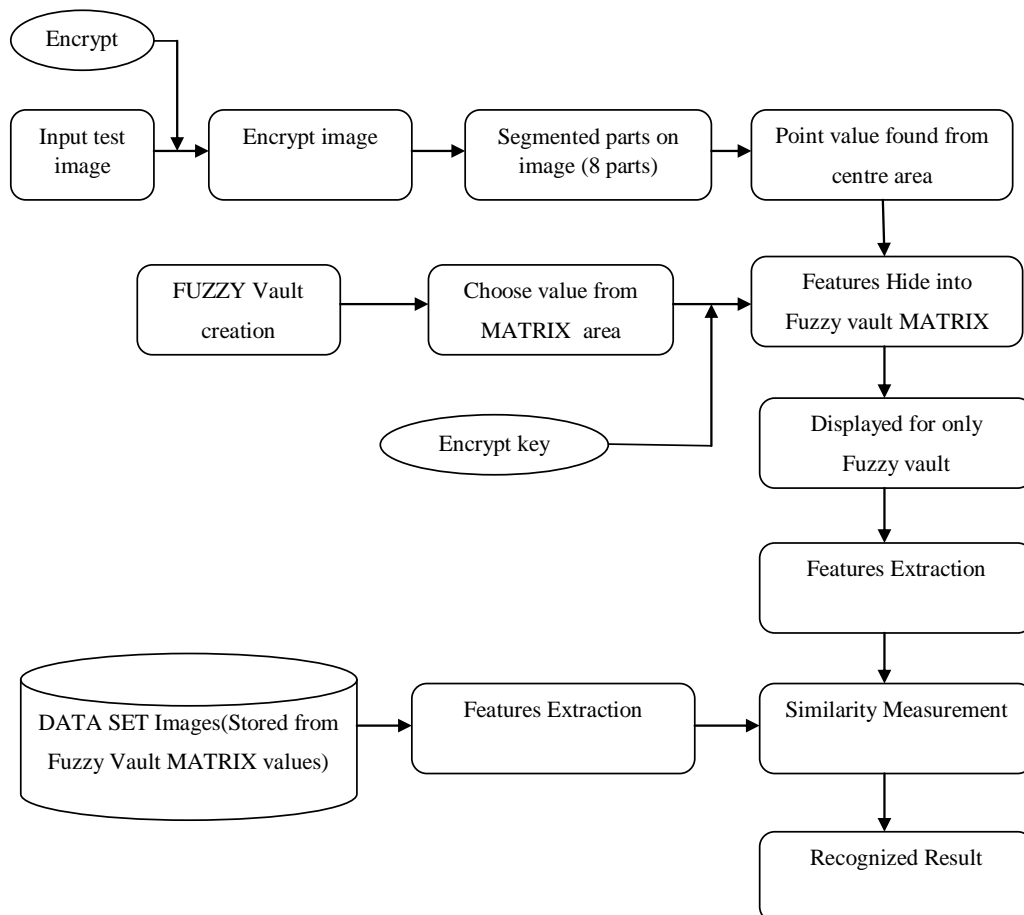 Encrypt
Input test
image
Encrypt image
Segmented parts on
image (8 parts)
Point value found from
centre area
FUZZY Vault
creation
Choose value from
MATRIX area
Features Hide into
Fuzzy vault MATRIX
Encrypt key
Displayed for only
Fuzzy vault
Features Extraction
DATA SET Images(Stored from
Fuzzy Vault MATRIX values)
Features Extraction
Similarity Measurement
Recognized Result